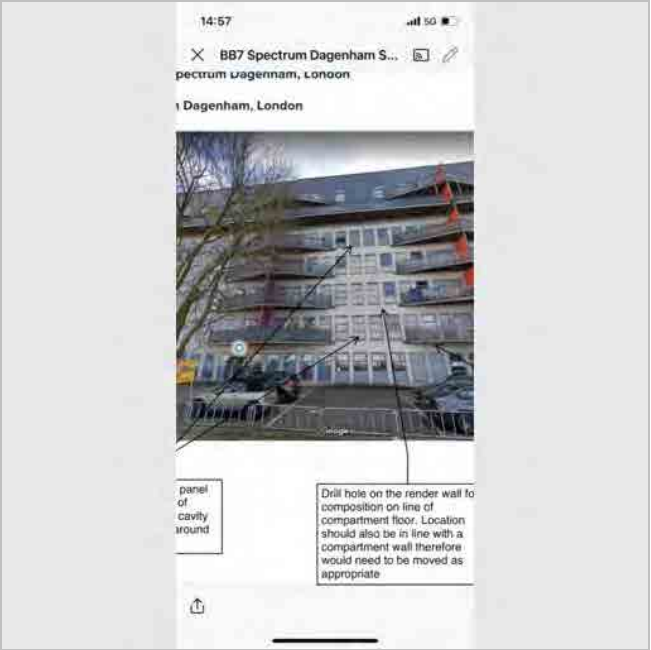 14:57
5G
BB7 Spectrum Dagenham S...
pectrum Dagenham, London
Dagenham, London
panel
of
cavity
around
Drill hole on the render wall fo
composition on line of
compartment floor. Location
should also be in line with a
compartment wall therefore
would need to be moved as
appropriate